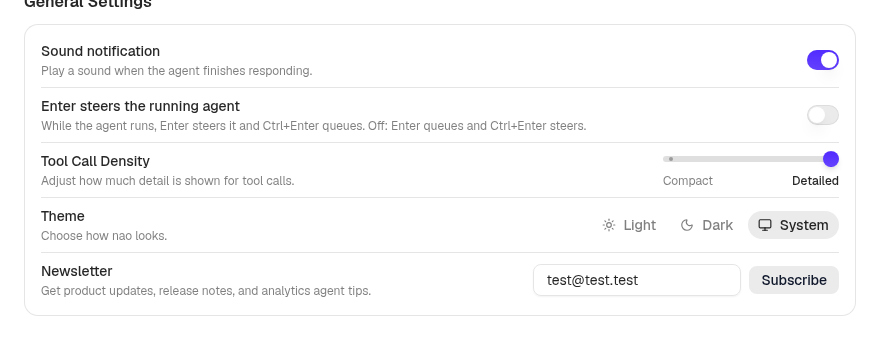 General Settings
Sound notification
Play a sound when the agent finishes responding.
Enter steers the running agent
While the agent runs, Enter steers it and Ctrl+Enter queues. Off: Enter queues and Ctrl+Enter steers.
Tool Call Density
Adjust how much detail is shown for tool calls.
Compact Detailed
Theme
Choose how nao looks.
Light Dark System
Newsletter
Get product updates, release notes, and analytics agent tips.
test@test.test Subscribe